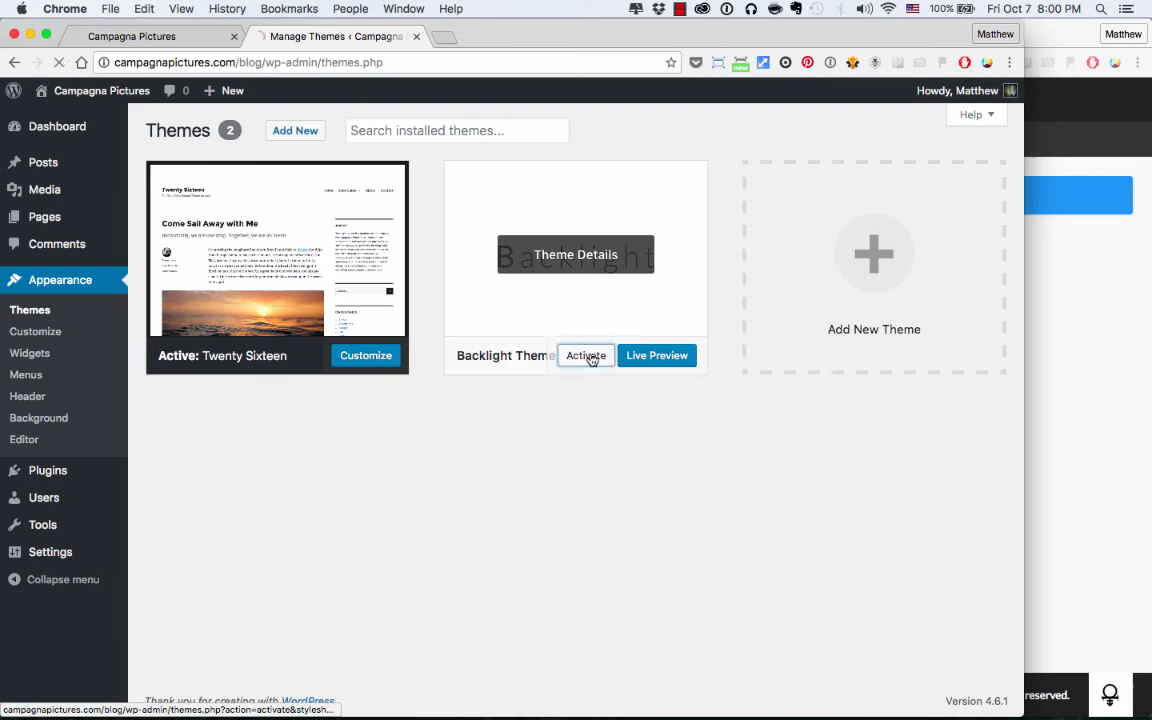 Chrome File Edit View History Bookmarks People Window Help 100% Fri Oct 7 8:00 PM
Campagna Pictures
Manage Themes ‹ Campagna
Matthew
Matthew
campagnapictures.com/blog/wp-admin/themes.php
Campagna Pictures 0 + New
Howdy, Matthew
Dashboard
Posts
Media
Pages
Comments
Appearance
Themes
Customize
Widgets
Menus
Header
Background
Editor
Plugins
Users
Tools
Settings
Collapse menu
Themes 2 Add New Search installed themes...
Help
Twenty Sixteen
Come Sail Away with Me
Active: Twenty Sixteen Customize
Backlight
Theme Details
Backlight Theme Activate Live Preview
Add New Theme
Thank you for creating with WordPress
Version 4.6.1
reserved.
campagnapictures.com/blog/wp-admin/themes.php?action=activate&stylesh...